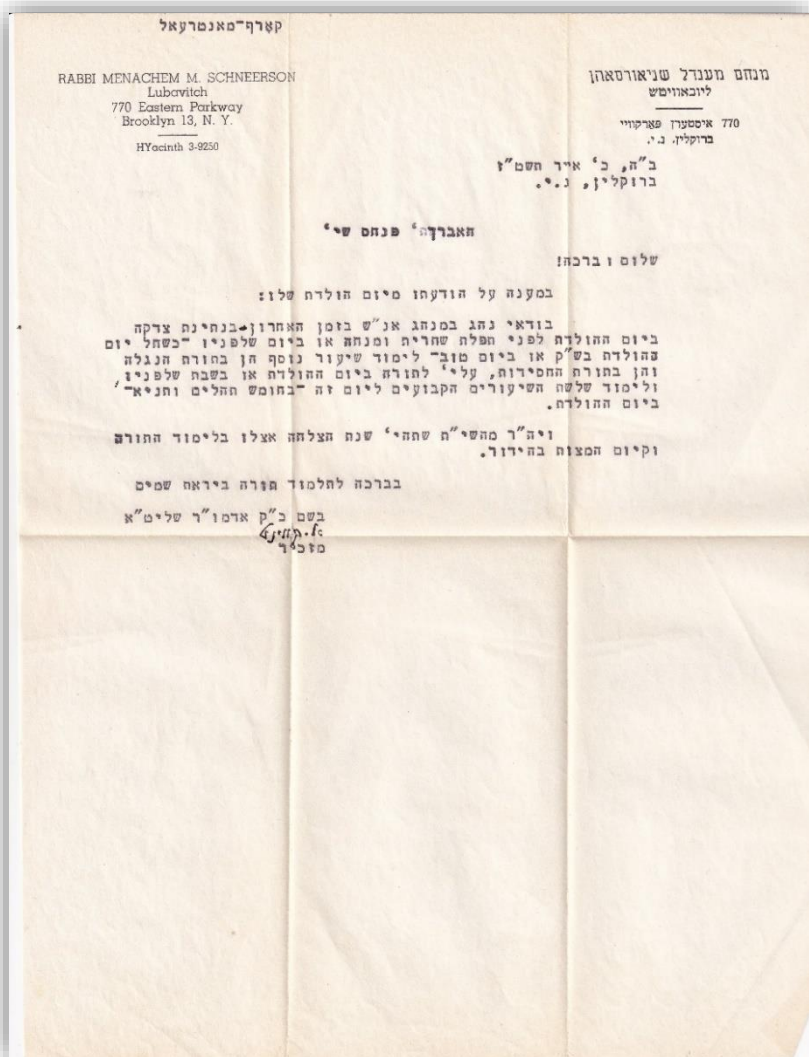 קארף-מאנטרעאל
RABBI MENACHEM M. SCHNEERSON
Lubavitch
770 Eastern Parkway
Brooklyn 13, N. Y.
HYacinth 3-9250
מנחם מענדל שניאורסאהן
ליובאוויטש
770 איסטערן פארקוויי
ברוקלין, נ. י.
ב"ה, כ' אייר תשט"ז
ברוקלין, נ.י.
האברך פנחס שי'
שלום וברכה!
במענה על הודעתו מיום הולדת שלו:
בודאי נהג במנהג אנ"ש בזמן האחרון-בנתינת צדקה
ביום ההולדת לפני תפלת שחרית ומנחה או ביום שלפניו -כשחל יום
ההולדת בש"ק או ביום טוב- לימוד שיעור נוסף הן בתורת הנגלה
והן בתורת החסידות, עלי' לתורה ביום ההולדת או בשבת שלפניו
ולימוד שלשת השיעורים הקבועים ליום זה -בחומש תהלים ותניא-
ביום ההולדת.
ויה"ר מהשי"ת שתהי' שנת הצלחה אצלו בלימוד התורה
וקיום המצות בהידור.
בברכה לתלמוד תורה ביראת שמים
בשם כ"ק אדמו"ר שליט"א
מזכיר